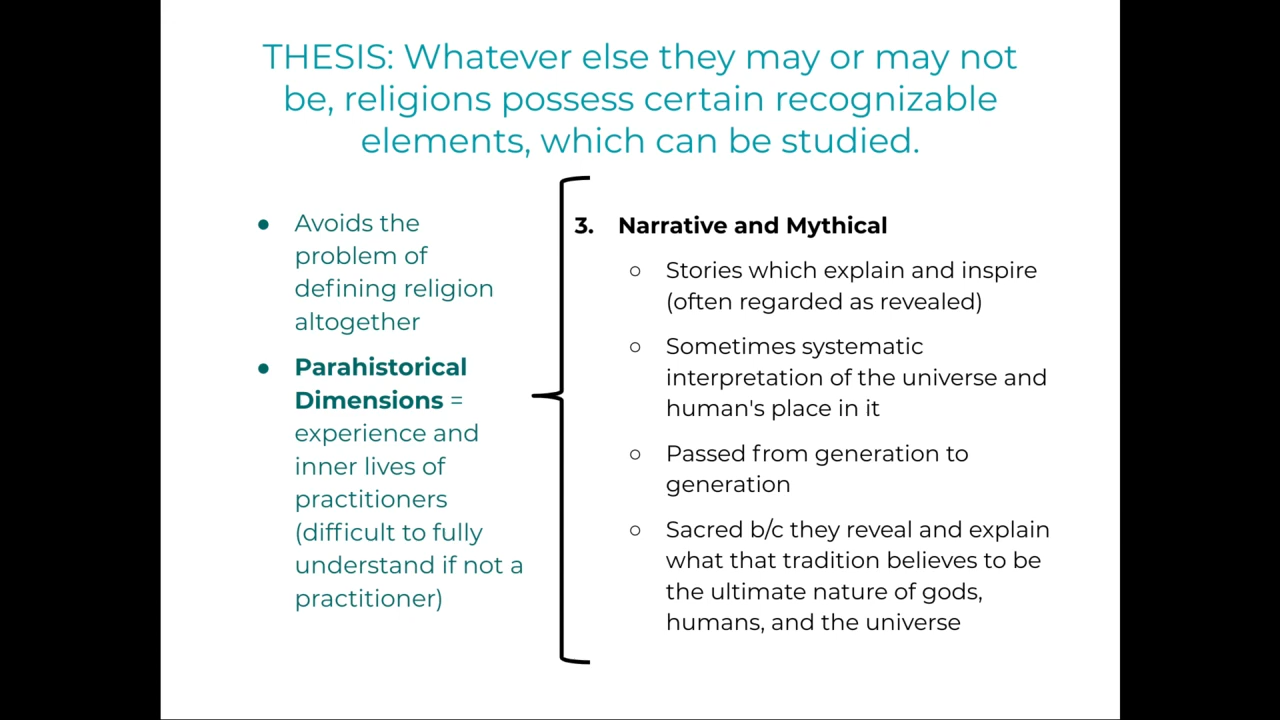 THESIS: Whatever else they may or may not
be, religions possess certain recognizable
elements, which can be studied.
● Avoids the
problem of
defining religion
altogether
● Parahistorical
Dimensions =
experience and
inner lives of
practitioners
(difficult to fully
understand if not a
practitioner)
3. Narrative and Mythical
○ Stories which explain and inspire
(often regarded as revealed)
○ Sometimes systematic
interpretation of the universe and
human's place in it
○ Passed from generation to
generation
○ Sacred b/c they reveal and explain
what that tradition believes to be
the ultimate nature of gods,
humans, and the universe